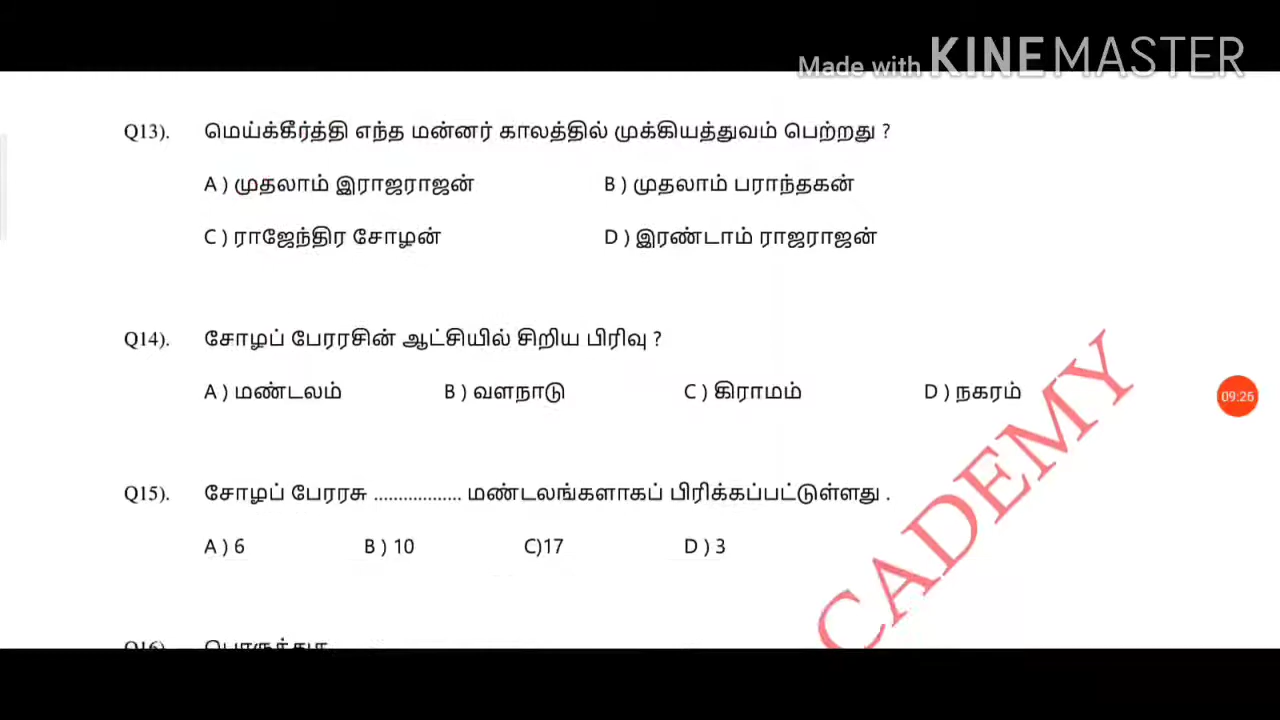 Made with KINEMASTER
Q13). மெய்க்கீர்த்தி எந்த மன்னர் காலத்தில் முக்கியத்துவம் பெற்றது ?
A ) முதலாம் இராஜராஜன் B ) முதலாம் பராந்தகன்
C ) ராஜேந்திர சோழன் D ) இரண்டாம் ராஜராஜன்
Q14). சோழப் பேரரசின் ஆட்சியில் சிறிய பிரிவு ?
A ) மண்டலம் B ) வளநாடு C ) கிராமம் D ) நகரம்
09:26
Q15). சோழப் பேரரசு .................. மண்டலங்களாகப் பிரிக்கப்பட்டுள்ளது .
A ) 6 B ) 10 C)17 D ) 3
CADEMY
Q16). பொருத்துக